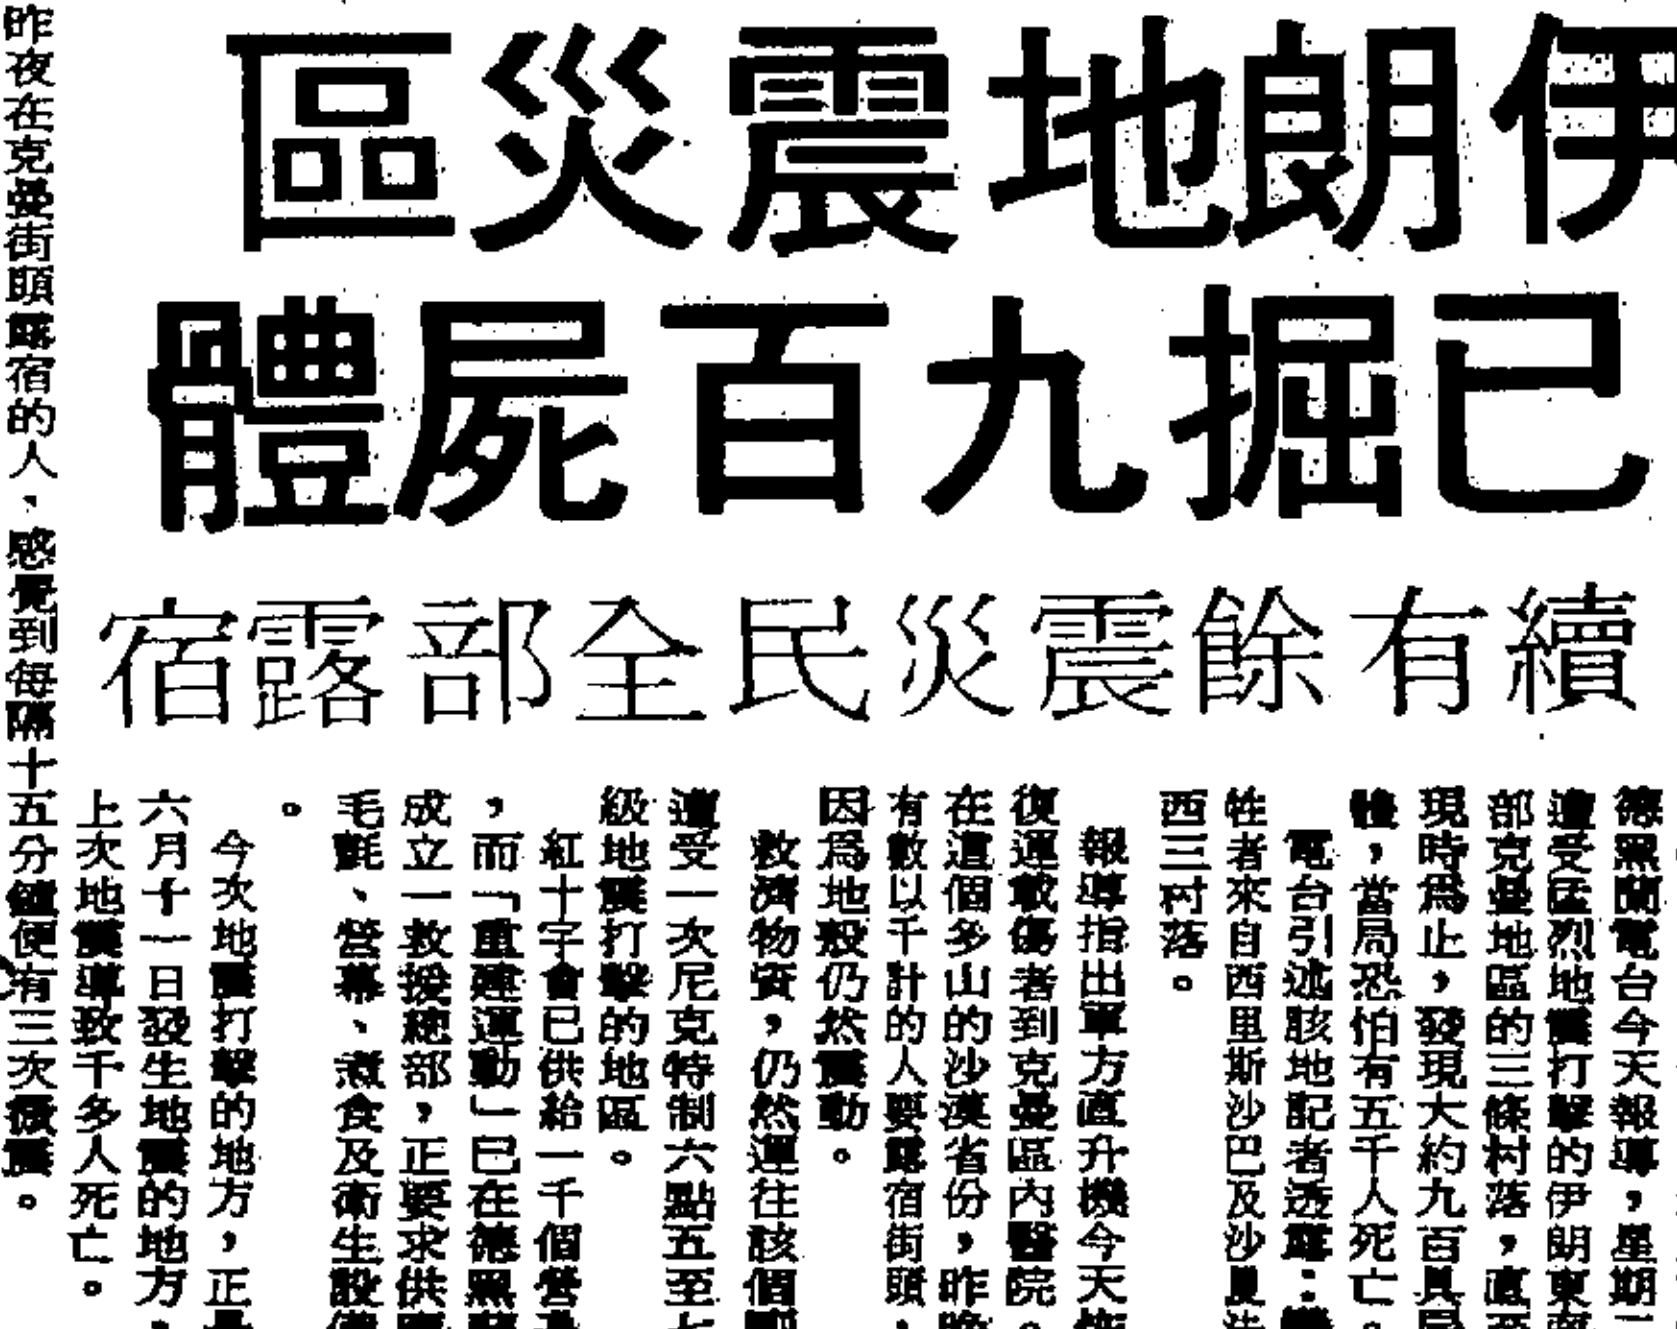 伊朗地震災區
已掘九百屍體
續有餘震災民全部露宿
德黑蘭電台今天報導，星期
遭受猛烈地震打擊的伊朗東南
部克曼地區的三條村落，直至
現時為止，發現大約九百具屍
體，當局恐怕有五千人死亡。
電台引述該地記者透露：
牲者來自西里斯沙巴及沙曼
西三村落。
報導指出軍方直升機今天恢
復運載傷者到克曼區內醫院。
在這個多山的沙漠省份，昨晚
有數以千計的人要露宿街頭，
因為地殼仍然震動。
救濟物資，仍然運往該個
遭受一次尼克特制六點五至七
級地震打擊的地區。
紅十字會已供給一千個營
，而「重建運動」已在德黑蘭
成立一救援總部，正要求供應
毛氈、營幕、煮食及衛生設備
。
今次地震打擊的地方，正是
六月十一日發生地震的地方，
上次地震導致千多人死亡。
昨夜在克曼街頭露宿的人，感覺到每隔十五分鐘便有三次微震。